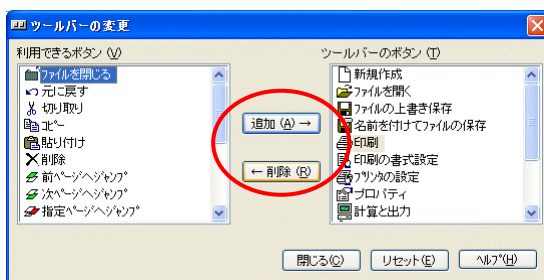 ツールバーの変更
利用できるボタン (V)
ファイルを閉じる
元に戻す
切り取り
コピー
貼り付け
削除
前ページへジャンプ
次ページへジャンプ
指定ページへジャンプ
追加 (A) →
← 削除 (R)
ツールバーのボタン (T)
新規作成
ファイルを開く
ファイルの上書き保存
名前を付けてファイルの保存
印刷
印刷の書式設定
プリンタの設定
プロパティ
計算と出力
閉じる(C)
リセット(E)
ヘルプ(H)